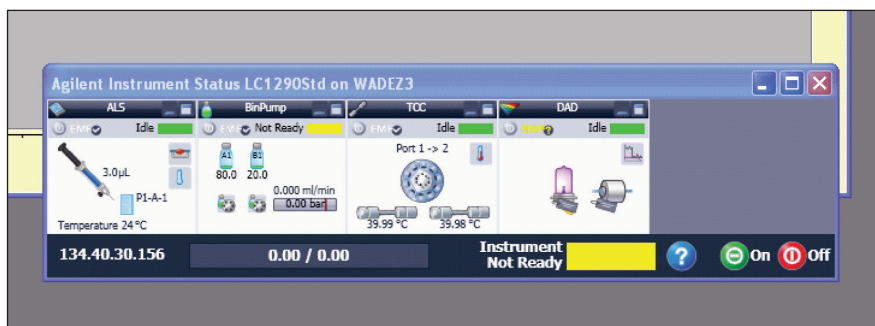 Agilent Instrument Status LC1290Std on WADEZ3
ALS
BinPump
TCC
DAD
EMF Idle
EMF Not Ready
EMF Idle
EMF Idle
3.0µL
P1-A-1
Temperature 24 °C
A1 B1
80.0 20.0
0.000 ml/min
0.00 bar
Port 1 -> 2
39.99 °C 39.98 °C
134.40.30.156
0.00 / 0.00
Instrument
Not Ready
? On Off